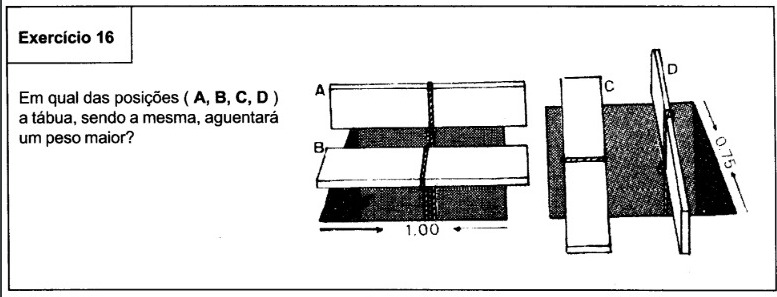 Exercício 16
Em qual das posições ( A, B, C, D )
a tábua, sendo a mesma, aguentará
um peso maior?
A
B
C
D
1.00
0.75